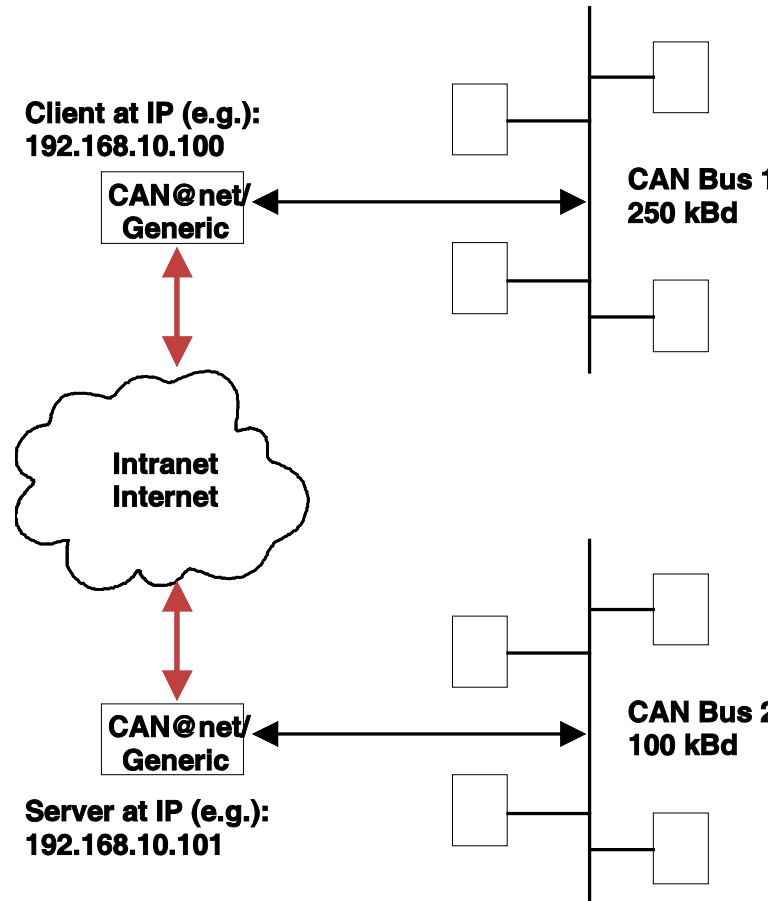 Client at IP (e.g.):
192.168.10.100
CAN@net/
Generic
CAN Bus 1
250 kBd
Intranet
Internet
CAN@net/
Generic
CAN Bus 2
100 kBd
Server at IP (e.g.):
192.168.10.101